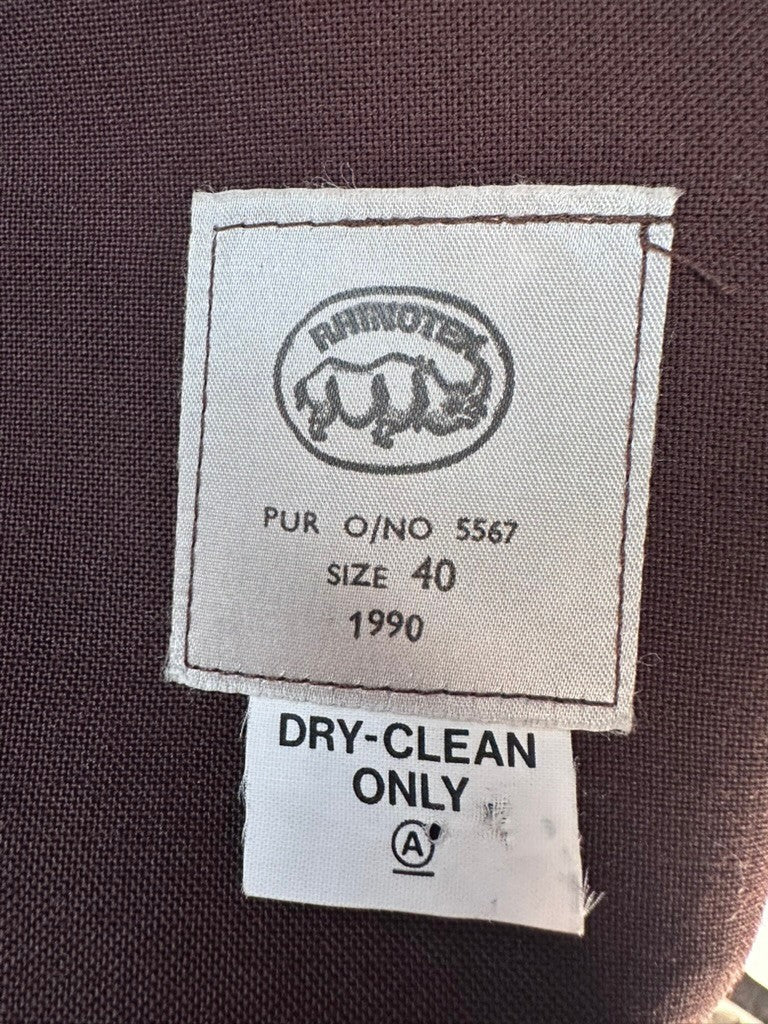 RHINOTEX
PUR O/NO 5567
SIZE 40
1990
DRY-CLEAN
ONLY
A